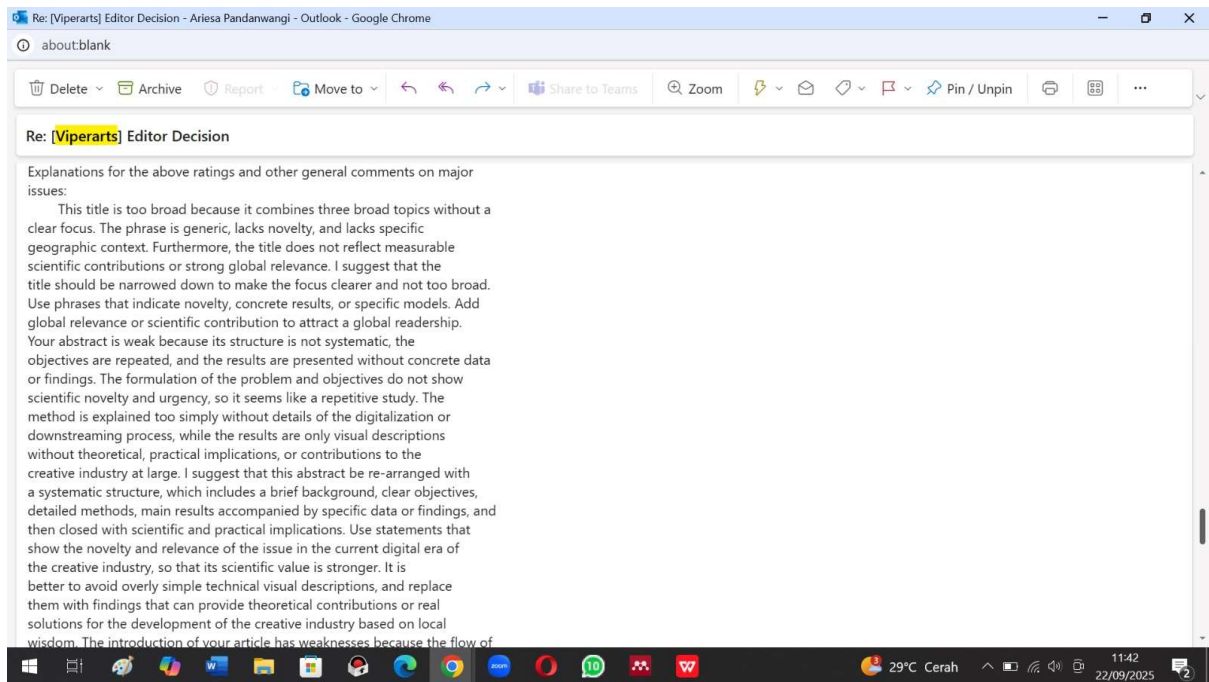 Re: [Viperarts] Editor Decision - Ariesa Pandanwangi - Outlook - Google Chrome
about:blank
Delete Archive Report Move to Share to Teams Zoom Pin / Unpin
Re: [Viperarts] Editor Decision
Explanations for the above ratings and other general comments on major
issues:
This title is too broad because it combines three broad topics without a
clear focus. The phrase is generic, lacks novelty, and lacks specific
geographic context. Furthermore, the title does not reflect measurable
scientific contributions or strong global relevance. I suggest that the
title should be narrowed down to make the focus clearer and not too broad.
Use phrases that indicate novelty, concrete results, or specific models. Add
global relevance or scientific contribution to attract a global readership.
Your abstract is weak because its structure is not systematic, the
objectives are repeated, and the results are presented without concrete data
or findings. The formulation of the problem and objectives do not show
scientific novelty and urgency, so it seems like a repetitive study. The
method is explained too simply without details of the digitalization or
downstreaming process, while the results are only visual descriptions
without theoretical, practical implications, or contributions to the
creative industry at large. I suggest that this abstract be re-arranged with
a systematic structure, which includes a brief background, clear objectives,
detailed methods, main results accompanied by specific data or findings, and
then closed with scientific and practical implications. Use statements that
show the novelty and relevance of the issue in the current digital era of
the creative industry, so that its scientific value is stronger. It is
better to avoid overly simple technical visual descriptions, and replace
them with findings that can provide theoretical contributions or real
solutions for the development of the creative industry based on local
wisdom. The introduction of your article has weaknesses because the flow of
zoom 10 29°C Cerah 11:42
22/09/2025 2